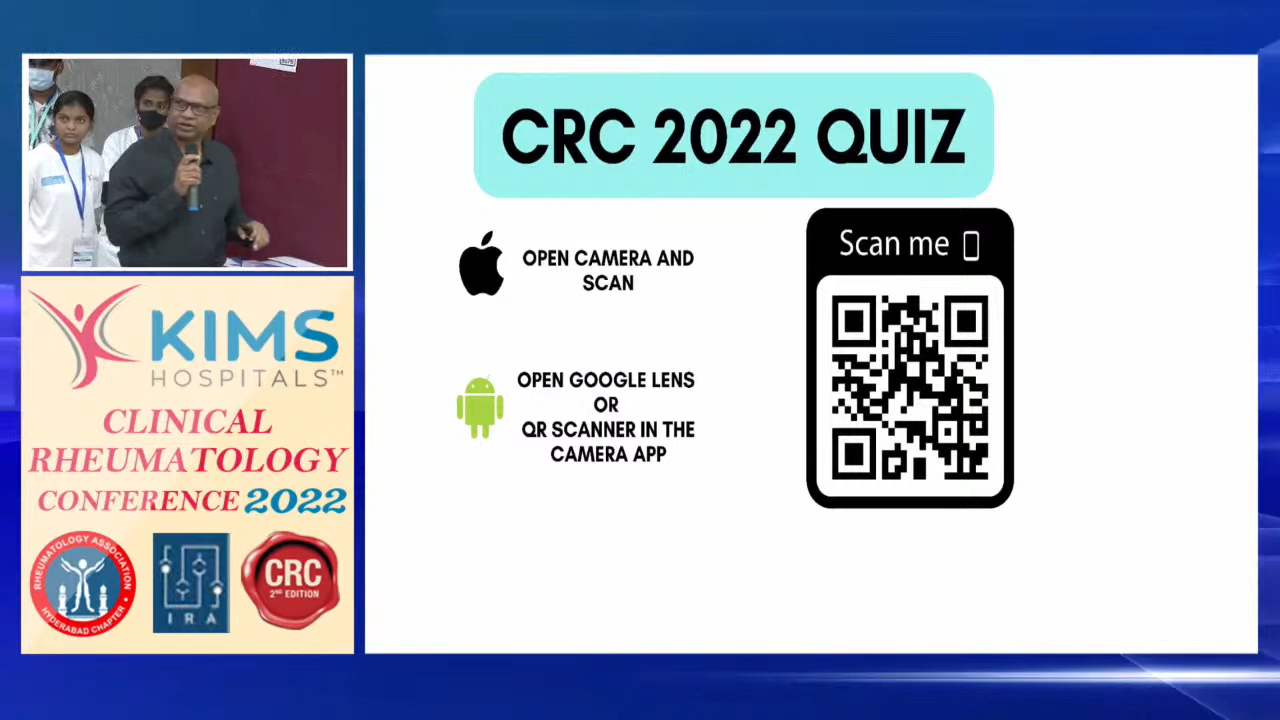 CRC 2022 QUIZ
OPEN CAMERA AND
SCAN
OPEN GOOGLE LENS
OR
QR SCANNER IN THE
CAMERA APP
Scan me
KIMS
HOSPITALS™
CLINICAL
RHEUMATOLOGY
CONFERENCE 2022
RHEUMATOLOGY ASSOCIATION
HYDERABAD CHAPTER
IRA
CRC
2ND EDITION